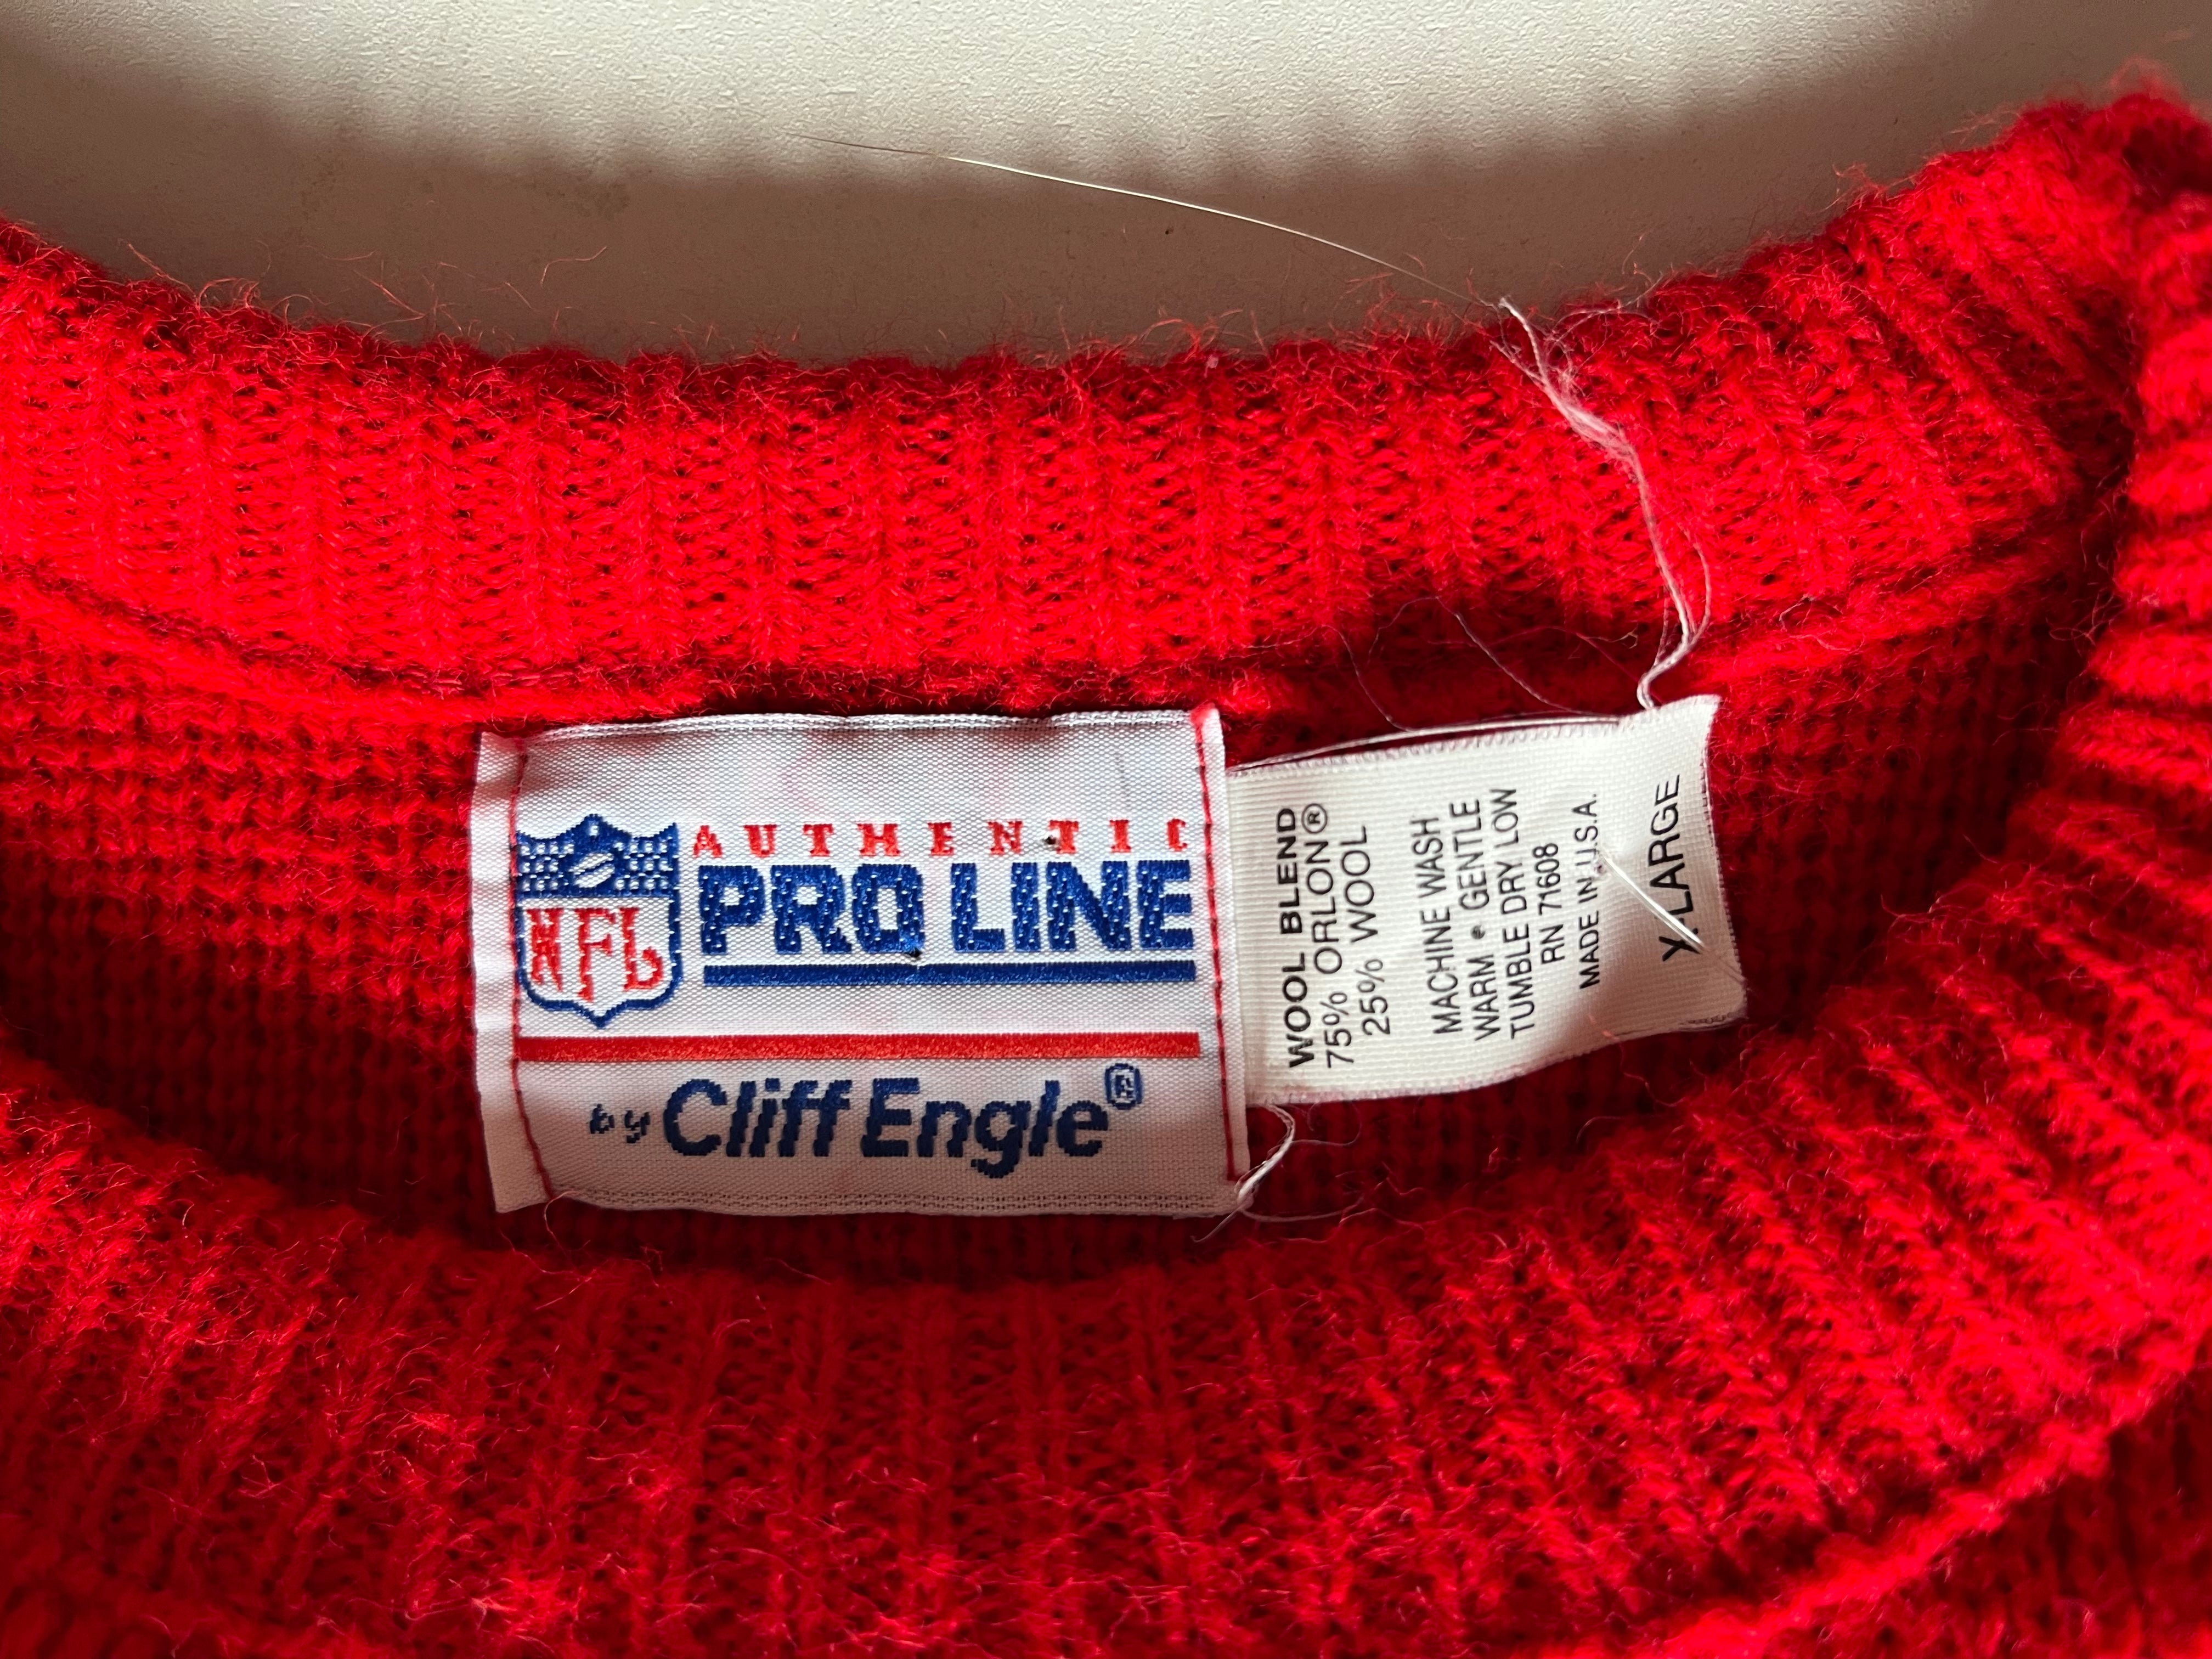 NFL
AUTHENTIC
PRO LINE
by Cliff Engle®
WOOL BLEND
75% ORLON®
25% WOOL
MACHINE WASH
WARM • GENTLE
TUMBLE DRY LOW
RN 71608
MADE IN U.S.A.
X-LARGE